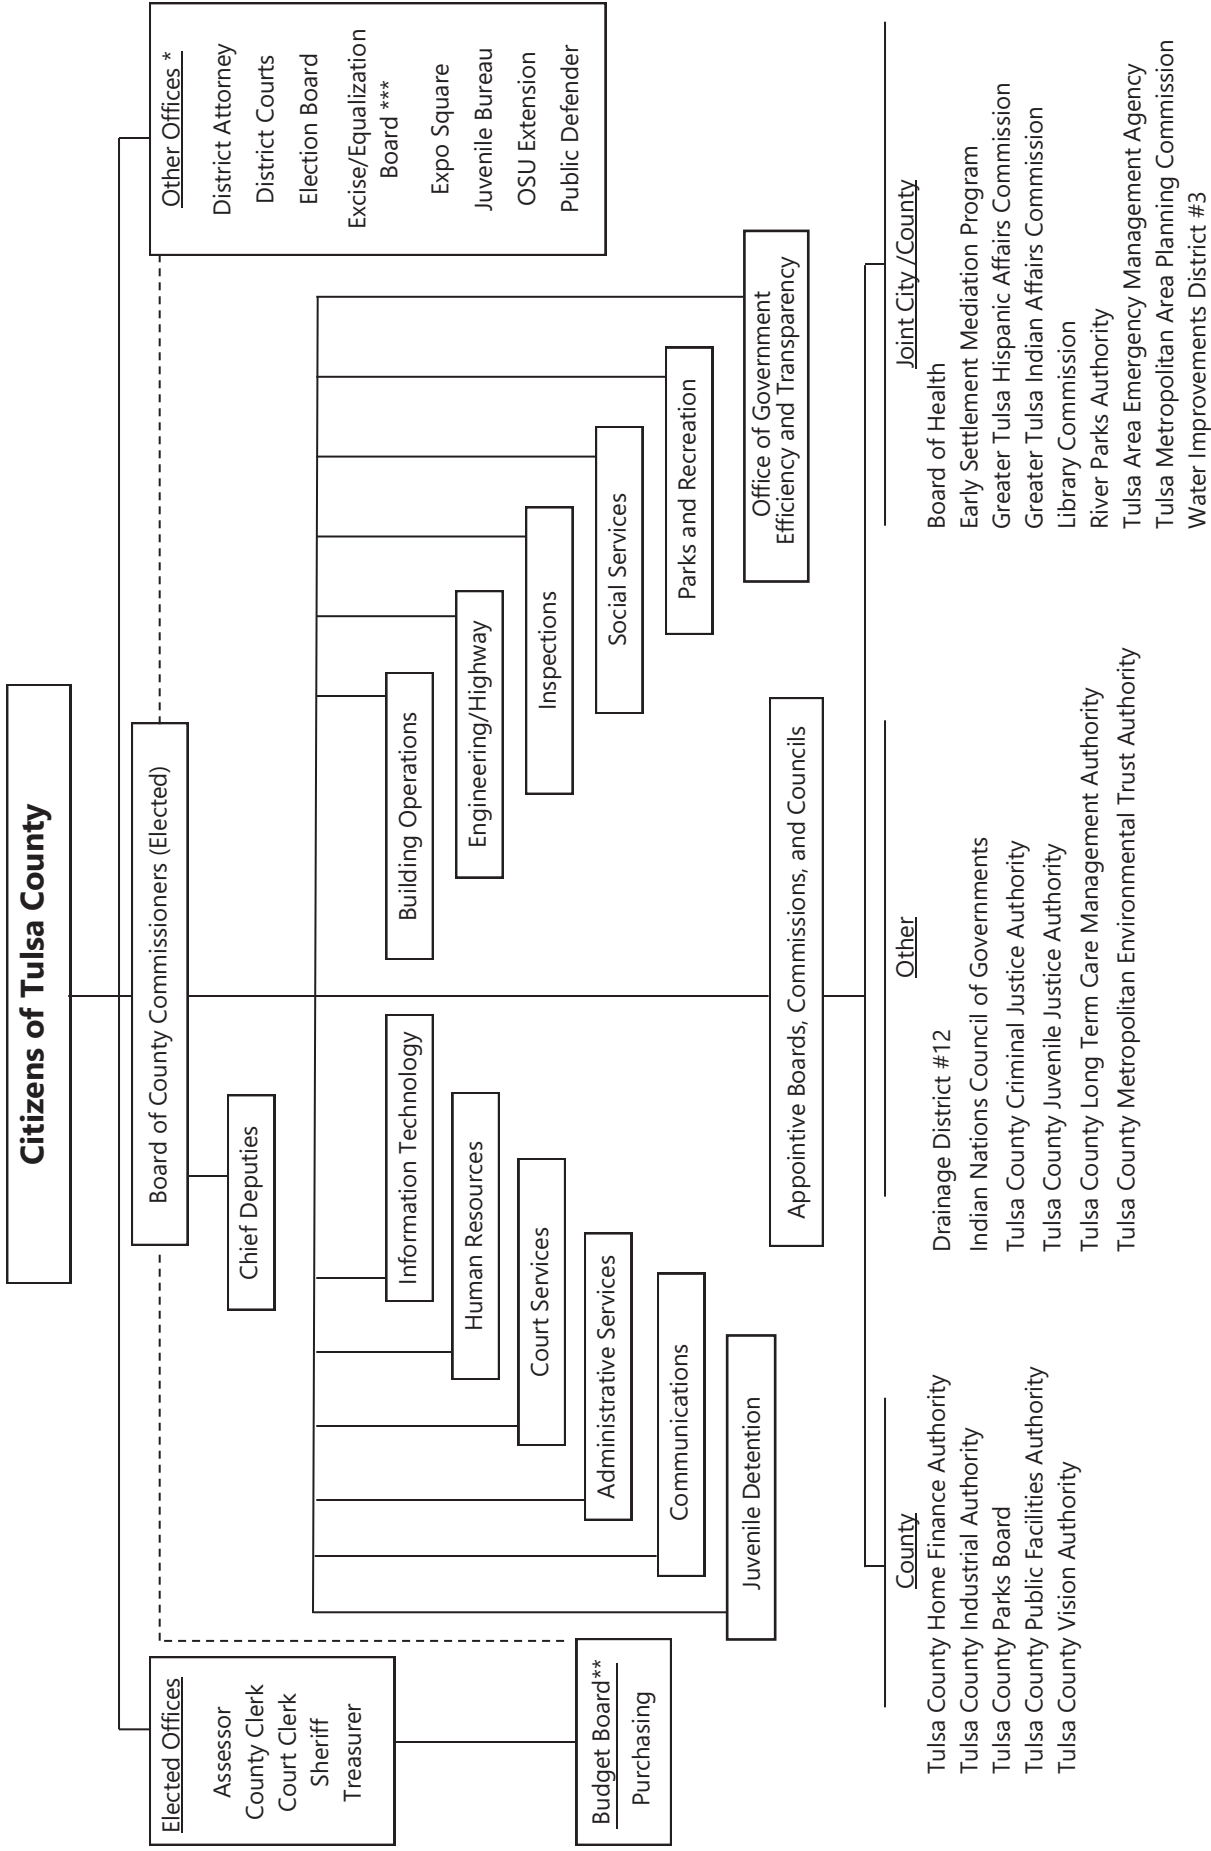 Citizens of Tulsa County
Board of County Commissioners (Elected)
Chief Deputies
Elected Offices
Assessor
County Clerk
Court Clerk
Sheriff
Treasurer
Budget Board**
Purchasing
Other Offices *
District Attorney
District Courts
Election Board
Excise/Equalization
Board ***
Expo Square
Juvenile Bureau
OSU Extension
Public Defender
Information Technology
Human Resources
Court Services
Administrative Services
Communications
Juvenile Detention
Building Operations
Engineering/Highway
Inspections
Social Services
Parks and Recreation
Office of Government
Efficiency and Transparency
Appointive Boards, Commissions, and Councils
County
Tulsa County Home Finance Authority
Tulsa County Industrial Authority
Tulsa County Parks Board
Tulsa County Public Facilities Authority
Tulsa County Vision Authority
Other
Drainage District #12
Indian Nations Council of Governments
Tulsa County Criminal Justice Authority
Tulsa County Juvenile Justice Authority
Tulsa County Long Term Care Management Authority
Tulsa County Metropolitan Environmental Trust Authority
Joint City /County
Board of Health
Early Settlement Mediation Program
Greater Tulsa Hispanic Affairs Commission
Greater Tulsa Indian Affairs Commission
Library Commission
River Parks Authority
Tulsa Area Emergency Management Agency
Tulsa Metropolitan Area Planning Commission
Water Improvements District #3